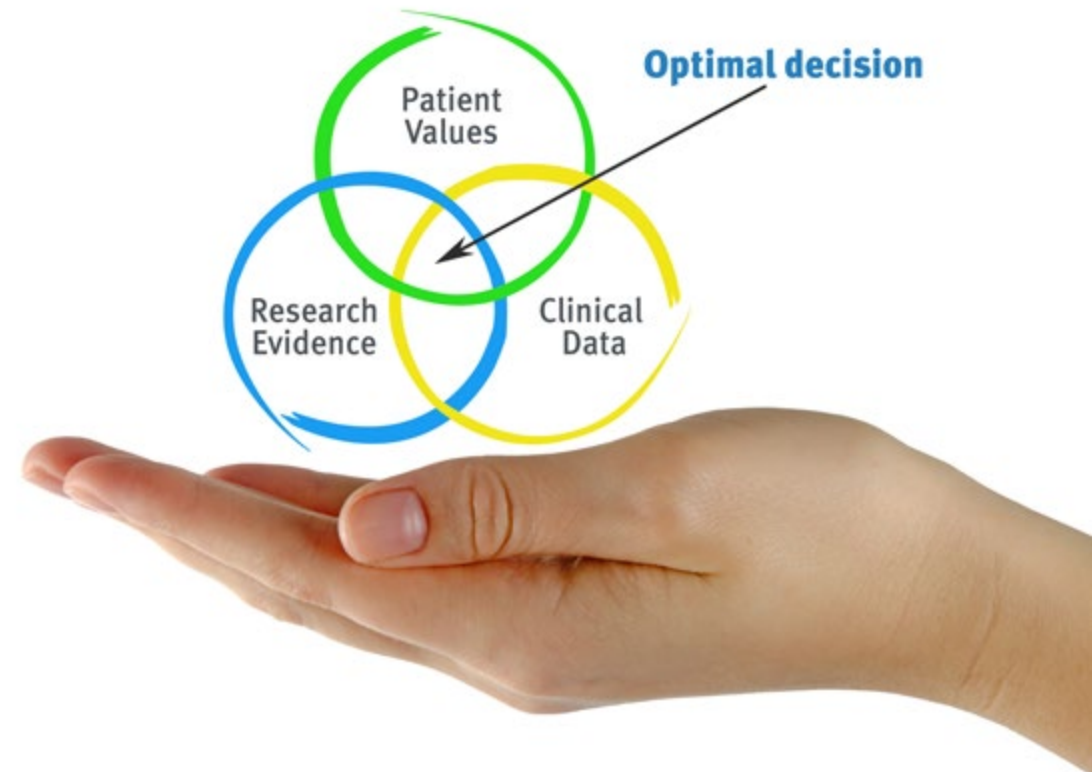 Optimal decision
Patient
Values
Research
Evidence
Clinical
Data